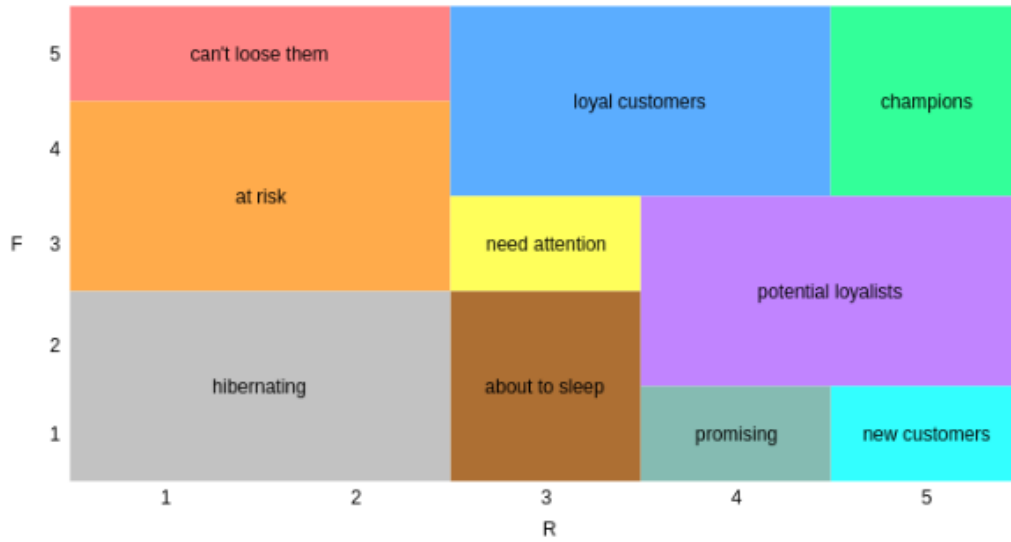 5
can't loose them
loyal customers
champions
4
at risk
F
3
need attention
potential loyalists
2
hibernating
about to sleep
1
promising
new customers
1
2
3
4
5
R